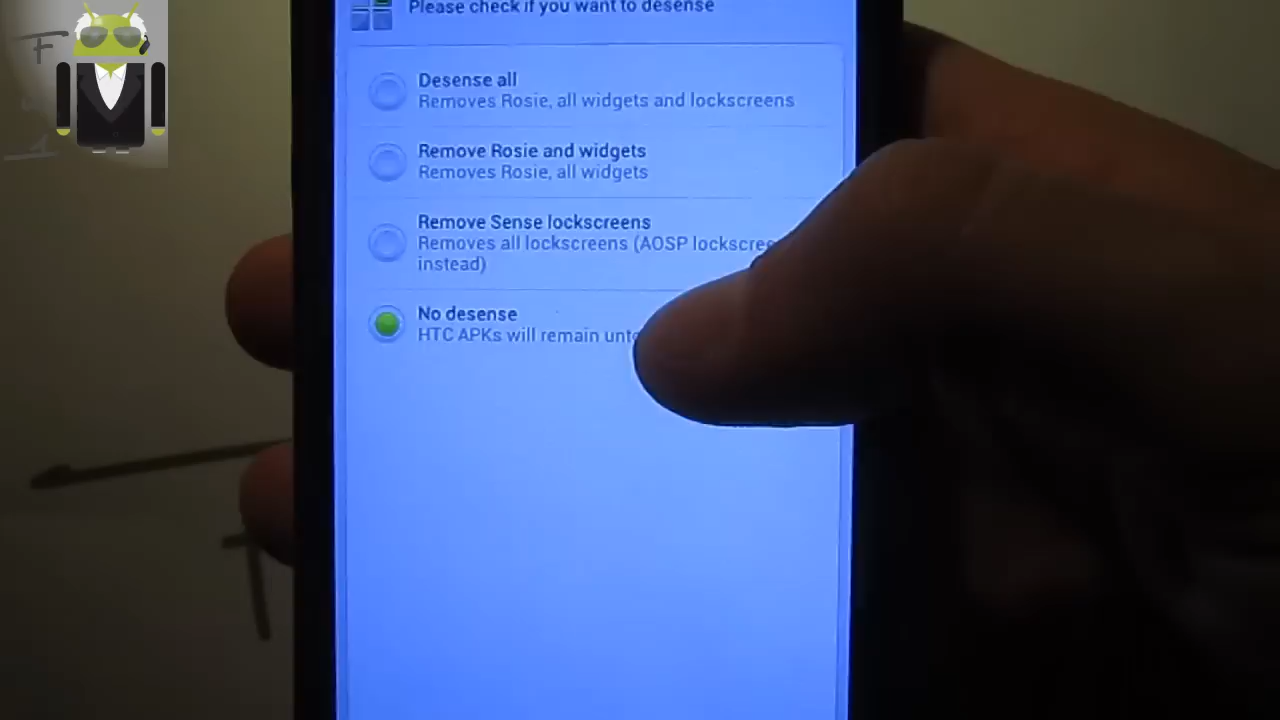 Please check if you want to desense
Desense all
Removes Rosie, all widgets and lockscreens
Remove Rosie and widgets
Removes Rosie, all widgets
Remove Sense lockscreens
Removes all lockscreens (AOSP
instead)
No desense
HTC APKs will remain